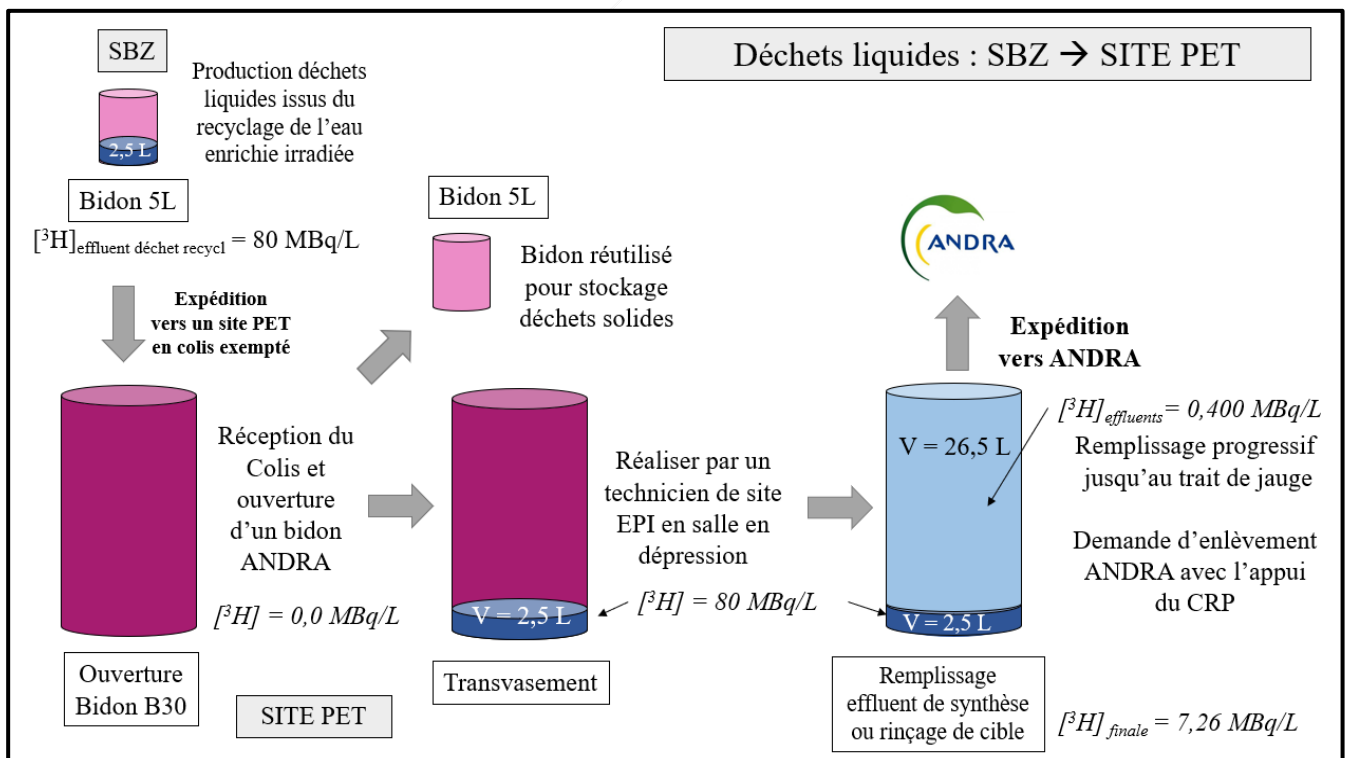 SBZ
Déchets liquides : SBZ → SITE PET
Production déchets
liquides issus du
recyclage de l'eau
enrichie irradiée
2,5 L
Bidon 5L
[³H]effluent déchet recycl = 80 MBq/L
Expédition
vers un site PET
en colis exempté
Bidon 5L
Bidon réutilisé
pour stockage
déchets solides
ANDRA
Expédition
vers ANDRA
Réception du
Colis et
ouverture
d'un bidon
ANDRA
[³H] = 0,0 MBq/L
Ouverture
Bidon B30
SITE PET
V = 2,5 L
Transvasement
Réaliser par un
technicien de site
EPI en salle en
dépression
[³H] = 80 MBq/L
V = 26,5 L
V = 2,5 L
[³H]effluents= 0,400 MBq/L
Remplissage progressif
jusqu'au trait de jauge
Demande d'enlèvement
ANDRA avec l'appui
du CRP
Remplissage
effluent de synthèse
ou rinçage de cible
[³H] finale = 7,26 MBq/L